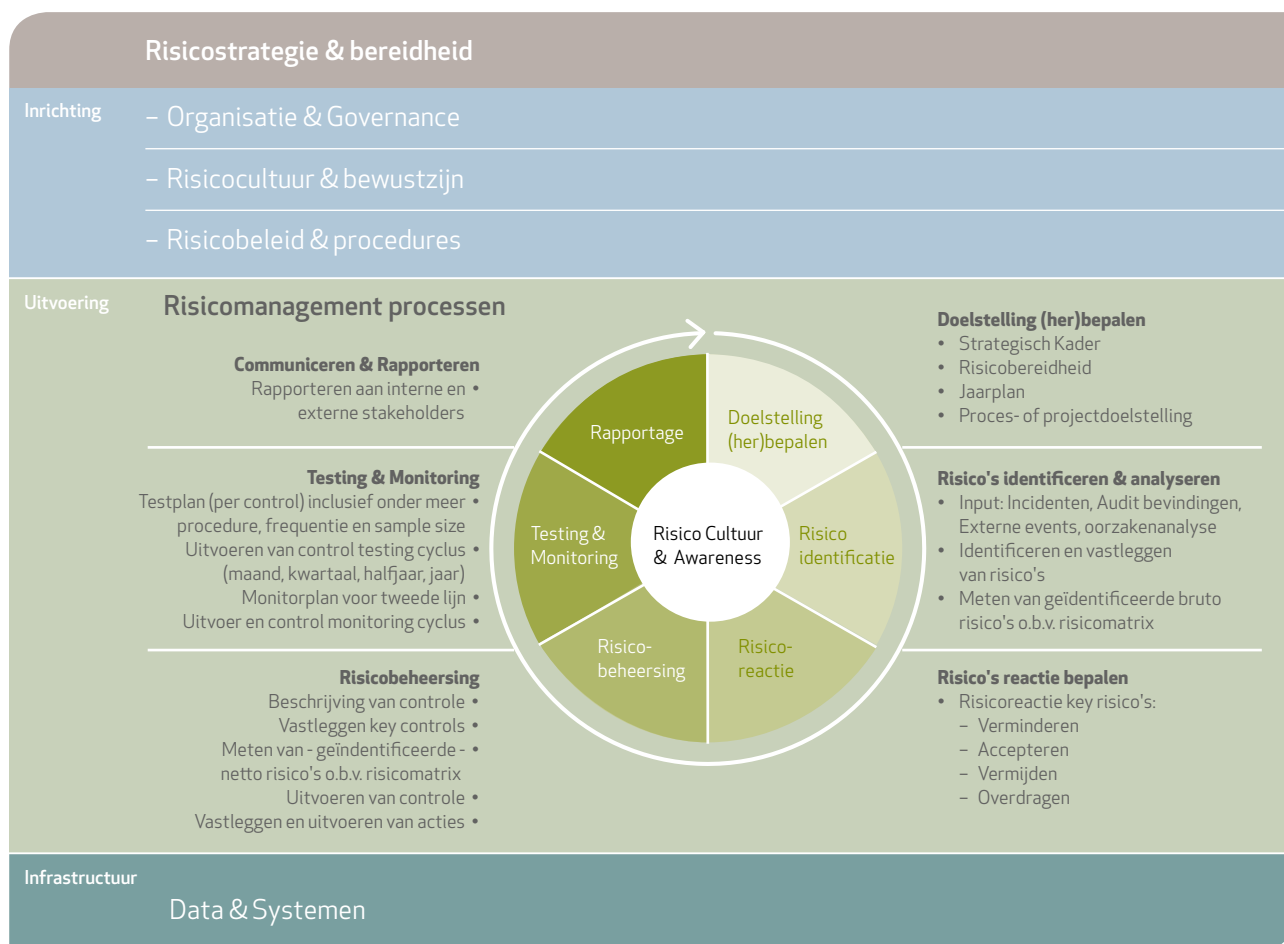 Risicostrategie & bereidheid
Inrichting
– Organisatie & Governance
– Risicocultuur & bewustzijn
– Risicobeleid & procedures
Uitvoering
Risicomanagement processen
Communiceren & Rapporteren
Rapporteren aan interne en •
externe stakeholders
Testing & Monitoring
Testplan (per control) inclusief onder meer •
procedure, frequentie en sample size
Uitvoeren van control testing cyclus •
(maand, kwartaal, halfjaar, jaar)
Monitorplan voor tweede lijn •
Uitvoer en control monitoring cyclus •
Risicobeheersing
Beschrijving van controle •
Vastleggen key controls •
Meten van - geïndentificeerde - •
netto risico's o.b.v. risicomatrix
Uitvoeren van controle •
Vastleggen en uitvoeren van acties •
Rapportage
Doelstelling
(her)bepalen
Testing &
Monitoring
Risico Cultuur
& Awareness
Risico
identificatie
Risico-
beheersing
Risico-
reactie
Doelstelling (her)bepalen
• Strategisch Kader
• Risicobereidheid
• Jaarplan
• Proces- of projectdoelstelling
Risico's identificeren & analyseren
• Input: Incidenten, Audit bevindingen,
Externe events, oorzakenanalyse
• Identificeren en vastleggen
van risico's
• Meten van geïdentificeerde bruto
risico's o.b.v. risicomatrix
Risico's reactie bepalen
• Risicoreactie key risico's:
– Verminderen
– Accepteren
– Vermijden
– Overdragen
Infrastructuur
Data & Systemen